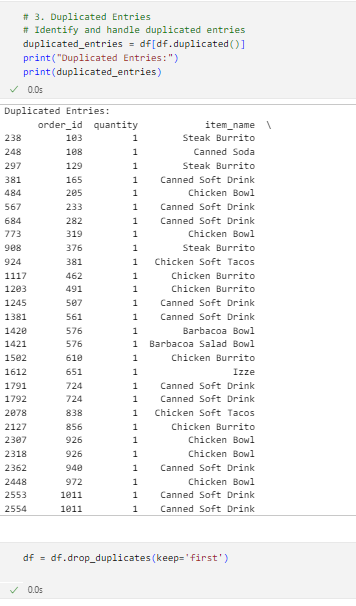 # 3. Duplicated Entries
# Identify and handle duplicated entries
duplicated_entries = df[df.duplicated()]
print("Duplicated Entries:")
print(duplicated_entries)
✓ 0.0s
Duplicated Entries:
order_id quantity item_name \
238 103 1 Steak Burrito
248 108 1 Canned Soda
297 129 1 Steak Burrito
381 165 1 Canned Soft Drink
484 205 1 Chicken Bowl
567 233 1 Canned Soft Drink
684 282 1 Canned Soft Drink
773 319 1 Chicken Bowl
908 376 1 Steak Burrito
924 381 1 Chicken Soft Tacos
1117 462 1 Chicken Burrito
1203 491 1 Chicken Burrito
1245 507 1 Canned Soft Drink
1381 561 1 Canned Soft Drink
1420 576 1 Barbacoa Bowl
1421 576 1 Barbacoa Salad Bowl
1502 610 1 Chicken Burrito
1612 651 1 Izze
1791 724 1 Canned Soft Drink
1792 724 1 Canned Soft Drink
2078 838 1 Chicken Soft Tacos
2127 856 1 Chicken Burrito
2307 926 1 Chicken Bowl
2318 926 1 Chicken Bowl
2362 940 1 Canned Soft Drink
2448 972 1 Chicken Bowl
2553 1011 1 Canned Soft Drink
2554 1011 1 Canned Soft Drink
df = df.drop_duplicates(keep='first')
✓ 0.0s